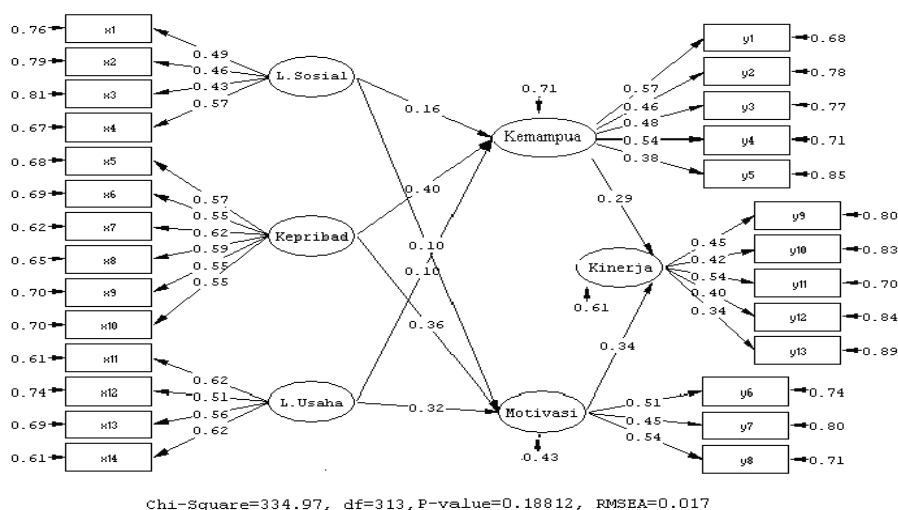 0.76 x1 0.49
0.79 x2 0.46
0.81 x3 0.43
0.67 x4 0.57
L.Sosial
0.68 x5 0.57
0.69 x6 0.55
0.62 x7 0.62
0.65 x8 0.59
0.70 x9 0.55
0.70 x10 0.55
Kepribad
0.61 x11 0.62
0.74 x12 0.51
0.69 x13 0.56
0.61 x14 0.62
L.Usaha
0.16
0.40
0.10
0.10
0.36
0.32
0.71
Kemampua
0.57 y1 0.68
0.46 y2 0.78
0.48 y3 0.77
0.54 y4 0.71
0.38 y5 0.85
0.29
Kinerja
0.61
0.34
0.45 y9 0.80
0.42 y10 0.83
0.54 y11 0.70
0.40 y12 0.84
0.34 y13 0.89
Motivasi
0.43
0.51 y6 0.74
0.45 y7 0.80
0.54 y8 0.71
Chi-Square=334.97, df=313, P-value=0.18812, RMSEA=0.017